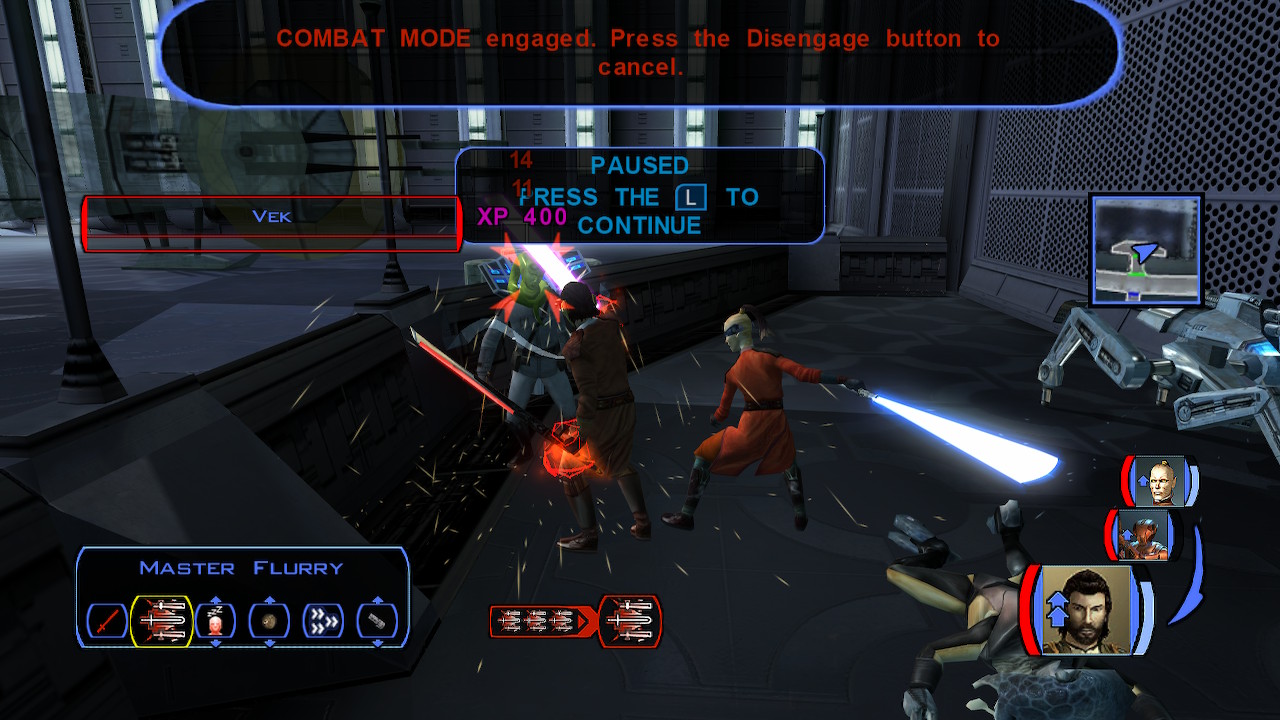 COMBAT MODE engaged. Press the Disengage button to
cancel.
14
PAUSED
11
PRESS THE L TO
VEK
XP 400
CONTINUE
MASTER FLURRY